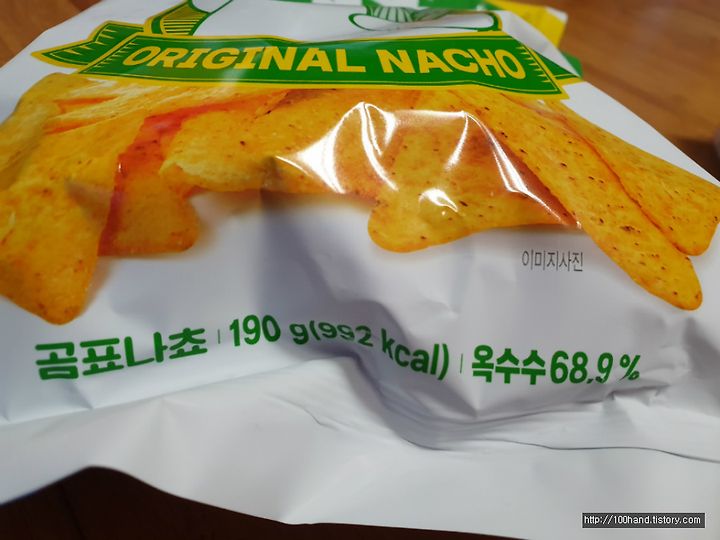 ORIGINAL NACHO
이미지사진
곰표나쵸 | 190 g(992 kcal) | 옥수수 68.9 %
http://100hand.tistory.com